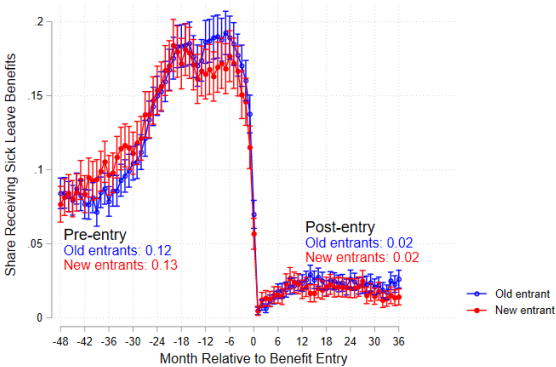 Share Receiving Sick Leave Benefits
.2
.15
.1
.05
0
Pre-entry
Old entrants: 0.12
New entrants: 0.13
Post-entry
Old entrants: 0.02
New entrants: 0.02
Old entrant
New entrant
-48 -42 -36 -30 -24 -18 -12 -6 0 6 12 18 24 30 36
Month Relative to Benefit Entry